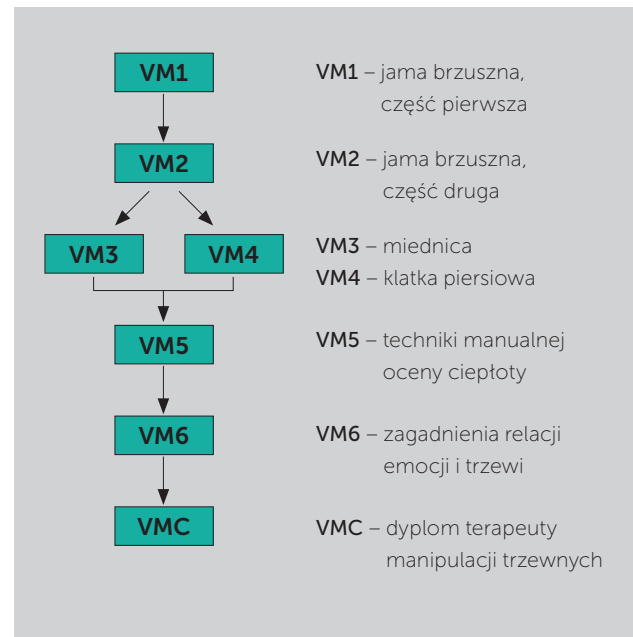 VM1
VM2
VM3
VM4
VM5
VM6
VMC
VM1 – jama brzuszna,
część pierwsza
VM2 – jama brzuszna,
część druga
VM3 – miednica
VM4 – klatka piersiowa
VM5 – techniki manualnej
oceny ciepłoty
VM6 – zagadnienia relacji
emocji i trzewi
VMC – dyplom terapeuty
manipulacji trzewnych